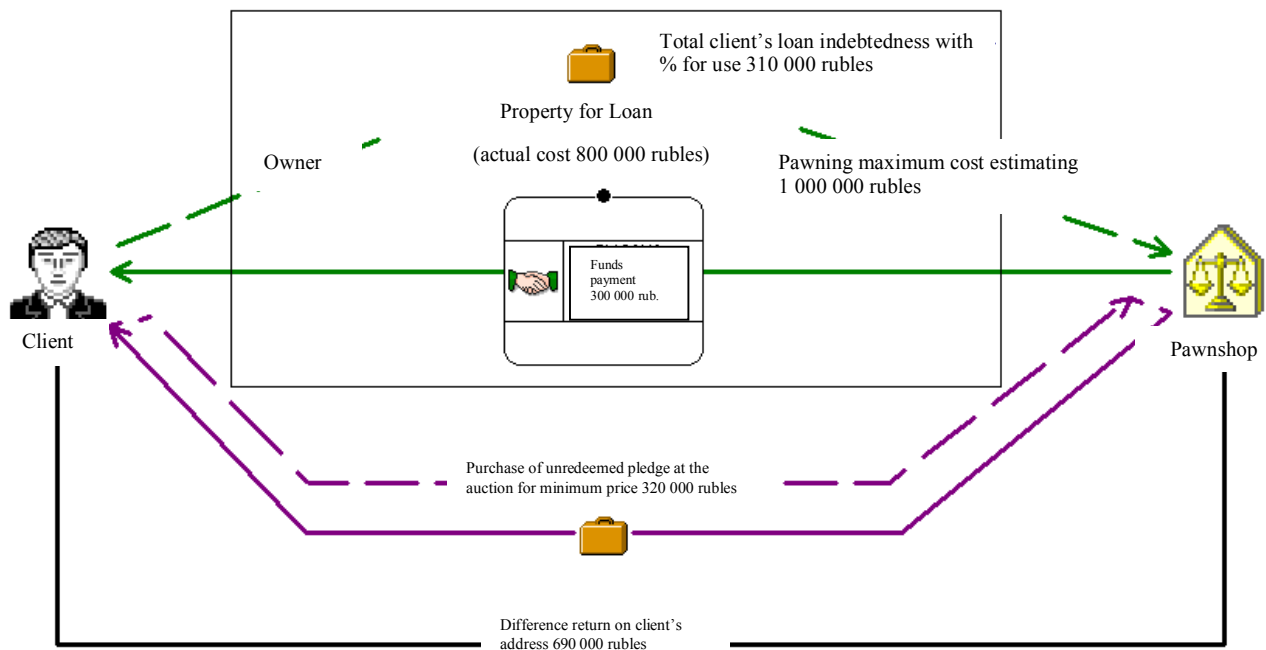 Total client's loan indebtedness with
% for use 310 000 rubles
Property for Loan
(actual cost 800 000 rubles)
Owner
Pawning maximum cost estimating
1 000 000 rubles
Funds
payment
300 000 rub.
Client
Pawnshop
Purchase of unredeemed pledge at the
auction for minimum price 320 000 rubles
Difference return on client's
address 690 000 rubles